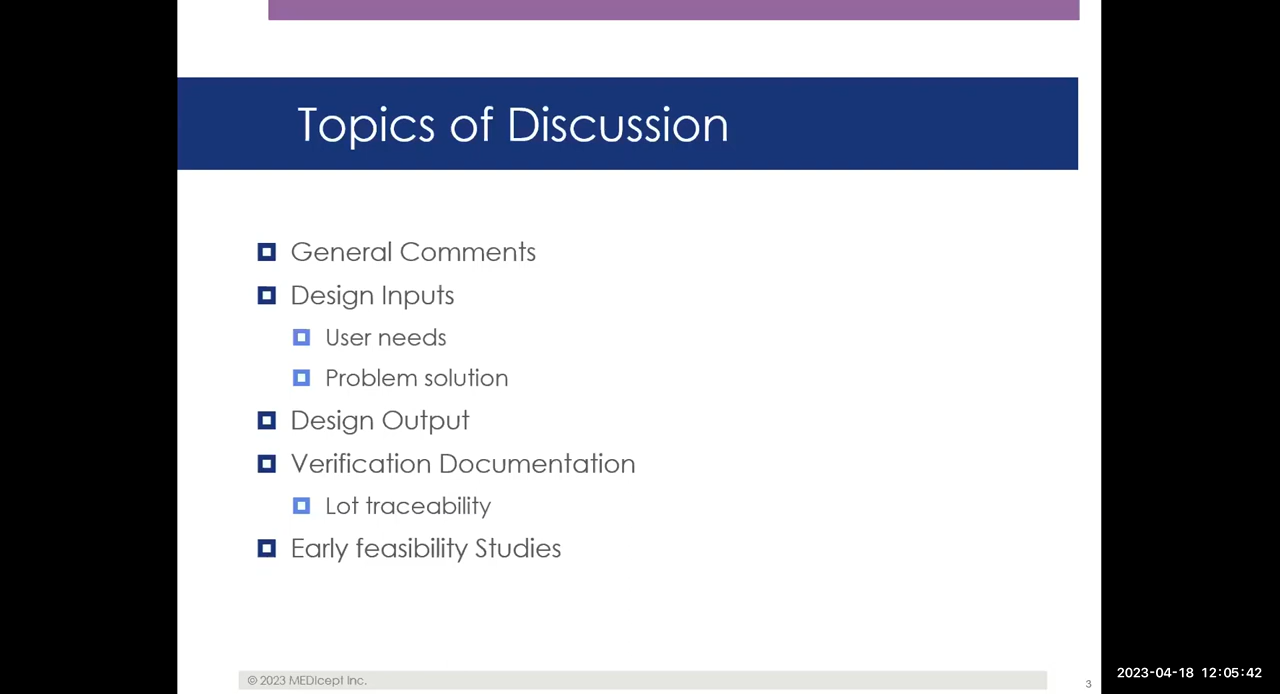 Topics of Discussion
General Comments
Design Inputs
User needs
Problem solution
Design Output
Verification Documentation
Lot traceability
Early feasibility Studies
© 2023 MEDIcept Inc.
3
2023-04-18 12:05:42